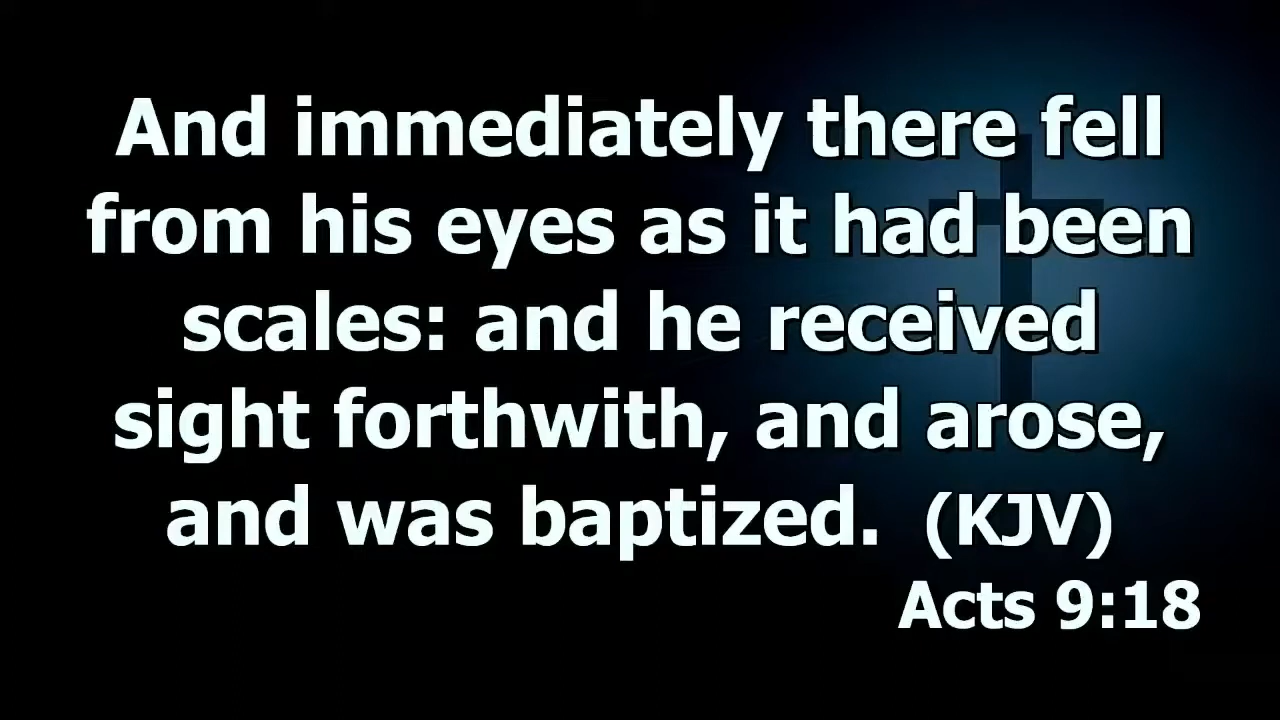 And immediately there fell
from his eyes as it had been
scales: and he received
sight forthwith, and arose,
and was baptized. (KJV)
Acts 9:18